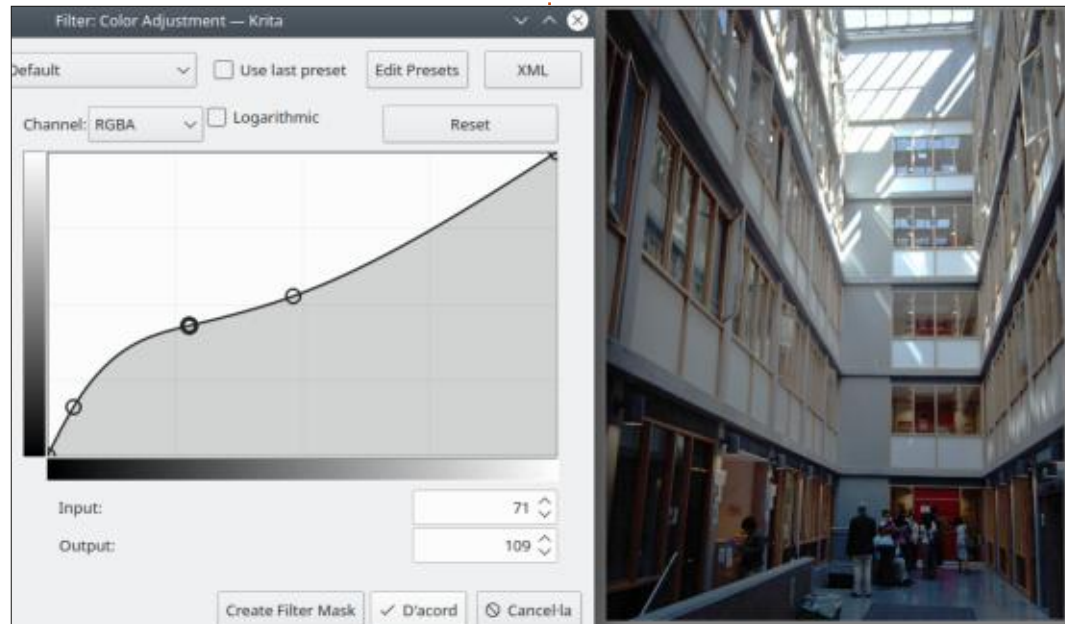 Filter: Color Adjustment — Krita
Default
Use last preset
Edit Presets
XML
Channel: RGBA
Logarithmic
Reset
Input: 71
Output: 109
Create Filter Mask
D'acord
Cancel·la